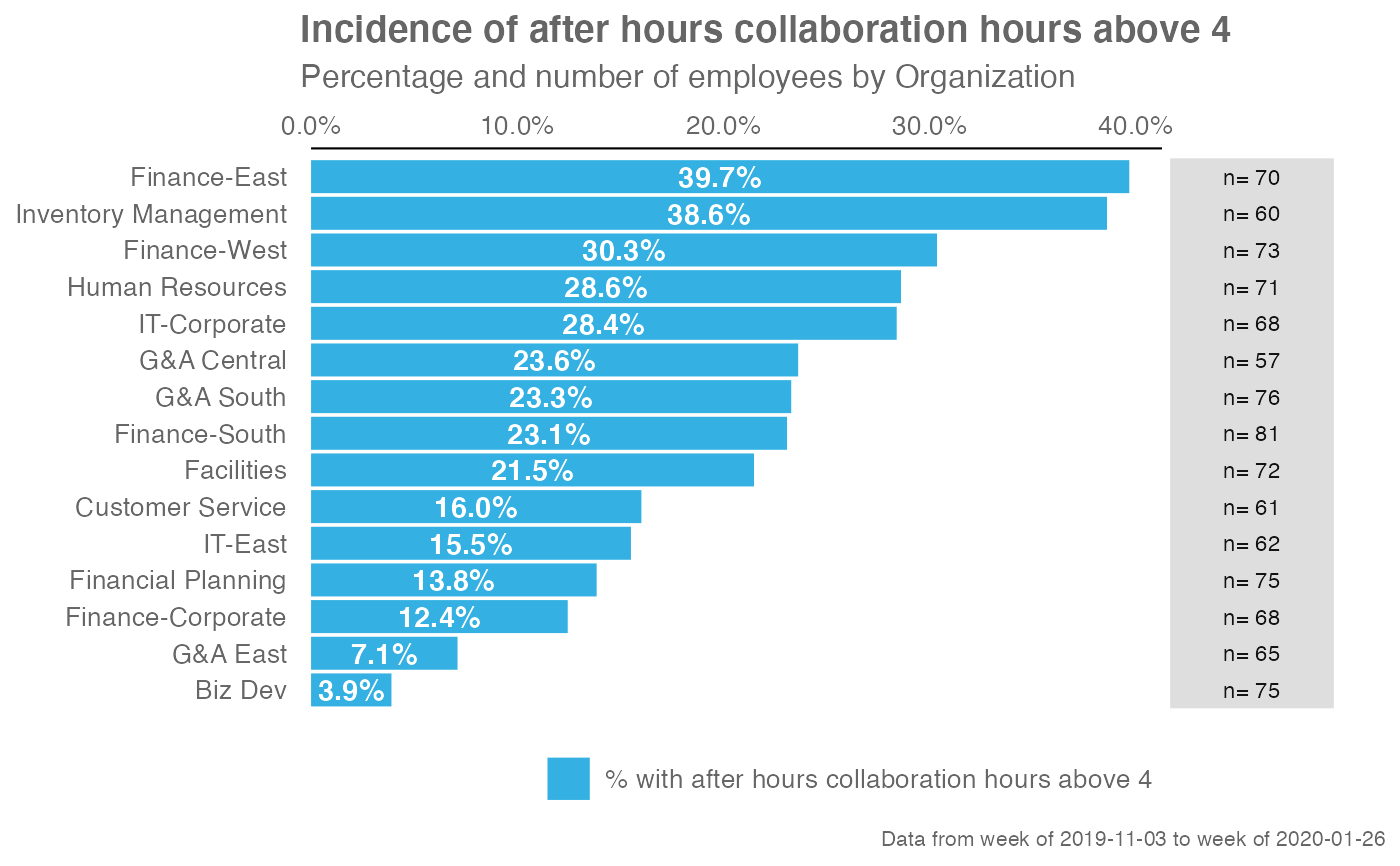 Incidence of after hours collaboration hours above 4
Percentage and number of employees by Organization
0.0% 10.0% 20.0% 30.0% 40.0%
Finance-East 39.7% n= 70
Inventory Management 38.6% n= 60
Finance-West 30.3% n= 73
Human Resources 28.6% n= 71
IT-Corporate 28.4% n= 68
G&A Central 23.6% n= 57
G&A South 23.3% n= 76
Finance-South 23.1% n= 81
Facilities 21.5% n= 72
Customer Service 16.0% n= 61
IT-East 15.5% n= 62
Financial Planning 13.8% n= 75
Finance-Corporate 12.4% n= 68
G&A East 7.1% n= 65
Biz Dev 3.9% n= 75
% with after hours collaboration hours above 4
Data from week of 2019-11-03 to week of 2020-01-26